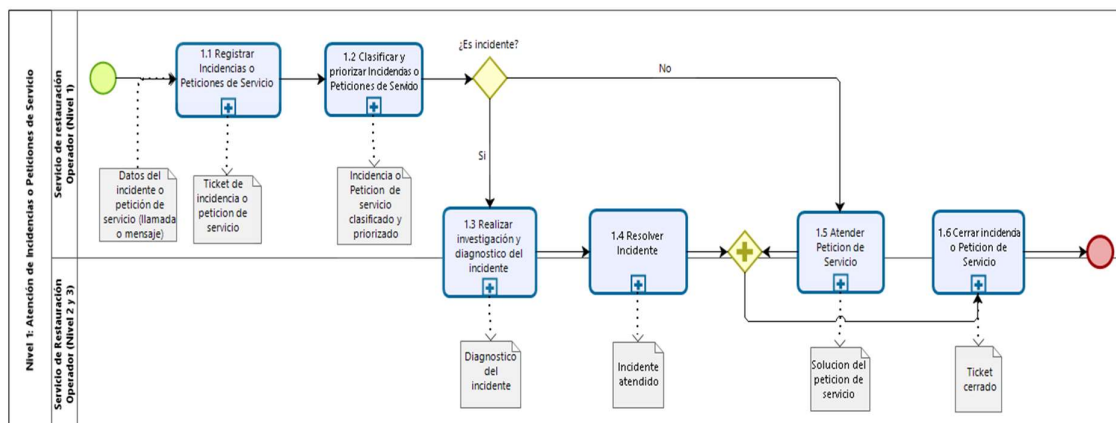 Nivel 1: Atención de Incidencias o Peticiones de Servicio
Servicio de restauración
Operador (Nivel 1)
1.1 Registrar
Incidencias o
Peticiones de Servicio
1.2 Clasificar y
priorizar Incidencias o
Peticiones de Servido
¿Es incidente?
No
Si
Datos del
incidente o
petición de
servicio (llamada
o mensaje)
Ticket de
incidencia o
peticion de
servicio
Incidencia o
Peticion de
servicio
clasificado y
priorizado
1.3 Realizar
investigación y
diagnostico del
incidente
1.4 Resolver
Incidente
1.5 Atender
Peticion de
Servicio
1.6 Cerrar incidenda
o Peticion de
Servicio
Servicio de Restauración
Operador (Nivel 2 y 3)
Diagnostico
del
incidente
Incidente
atendido
Solucion del
peticion de
servicio
Ticket
cerrado